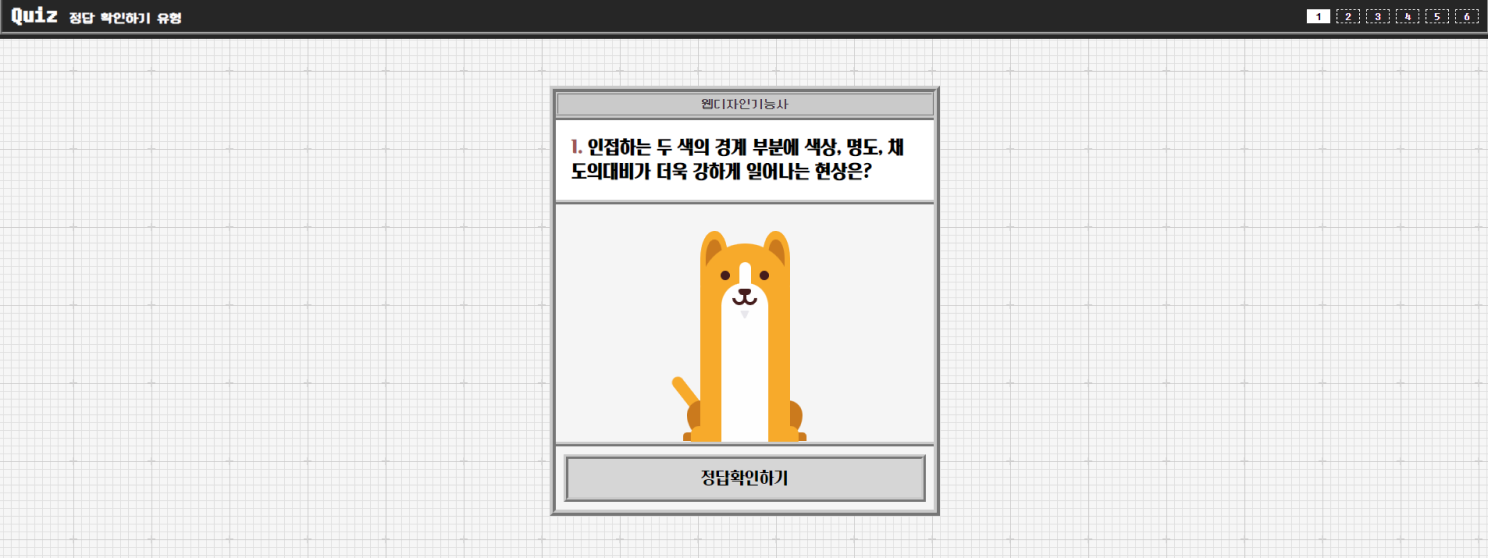 Quiz 정답 확인하기 유형
1 2 3 4 5 6
웹디자인기능사
1. 인접하는 두 색의 경계 부분에 색상, 명도, 채
도의대비가 더욱 강하게 일어나는 현상은?
정답확인하기